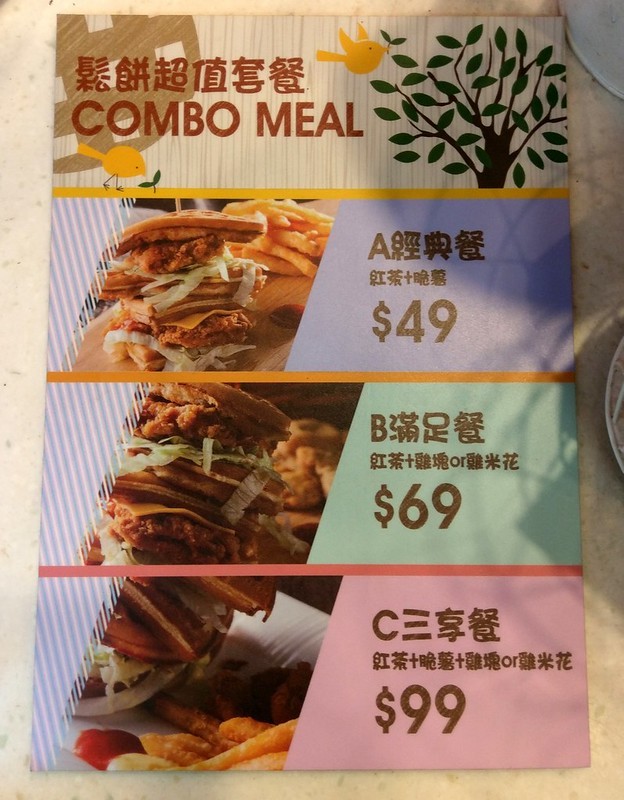 鬆餅超值套餐
COMBO MEAL
A經典餐
紅茶+脆薯
$49
B滿足餐
紅茶+雞塊or雞米花
$69
C三享餐
紅茶+脆薯+雞塊or雞米花
$99